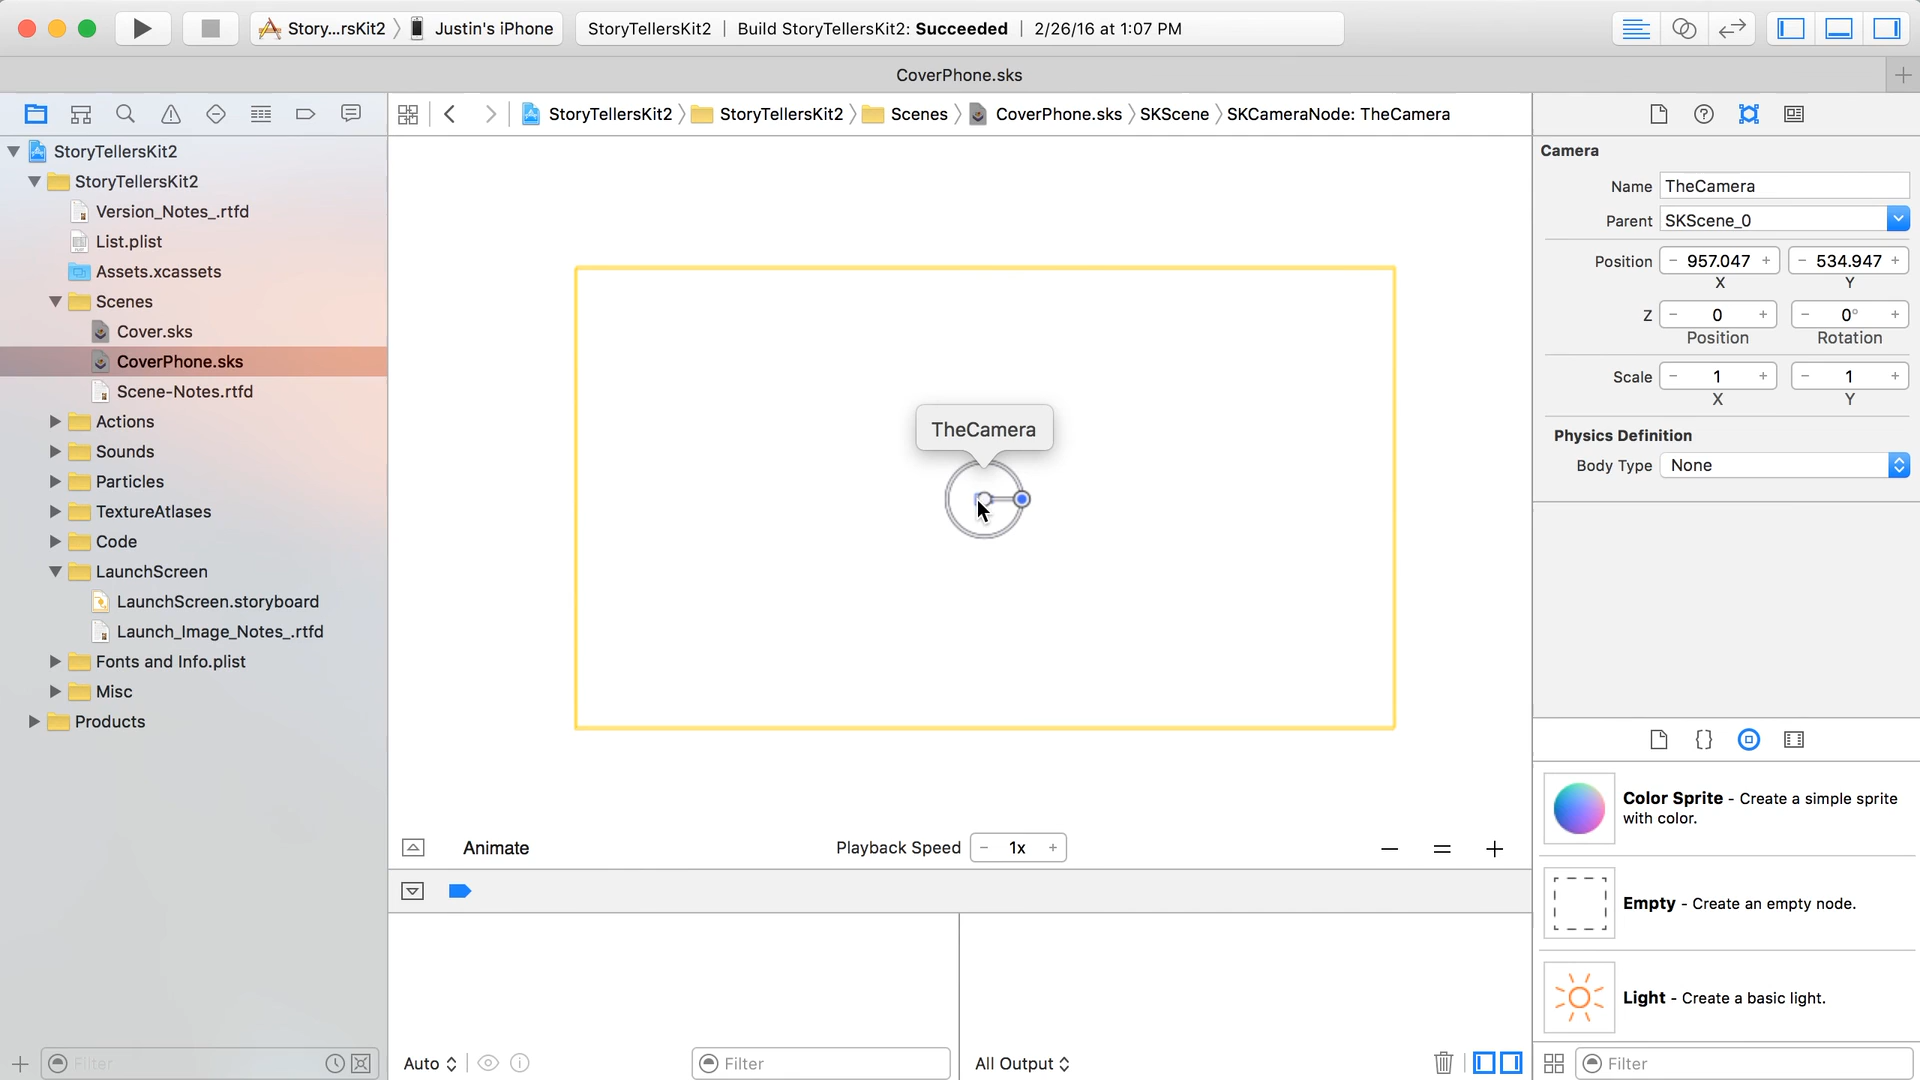 Story...rsKit2 Justin's iPhone
StoryTellersKit2 Build StoryTellersKit2: Succeeded 2/26/16 at 1:07 PM
CoverPhone.sks
StoryTellersKit2 StoryTellersKit2 Scenes CoverPhone.sks SKScene SKCameraNode: TheCamera
StoryTellersKit2
StoryTellersKit2
Version_Notes_.rtfd
List.plist
Assets.xcassets
Scenes
Cover.sks
CoverPhone.sks
Scene-Notes.rtfd
Actions
Sounds
Particles
TextureAtlases
Code
LaunchScreen
LaunchScreen.storyboard
Launch_Image_Notes_.rtfd
Fonts and Info.plist
Misc
Products
Filter
TheCamera
Animate
Playback Speed - 1x +
Auto
Filter
All Output
Camera
Name TheCamera
Parent SKScene_0
Position - 957.047 + - 534.947 +
X Y
Z - 0 + - 0° +
Position Rotation
Scale - 1 + - 1 +
X Y
Physics Definition
Body Type None
Color Sprite - Create a simple sprite
with color.
Empty - Create an empty node.
Light - Create a basic light.
Filter